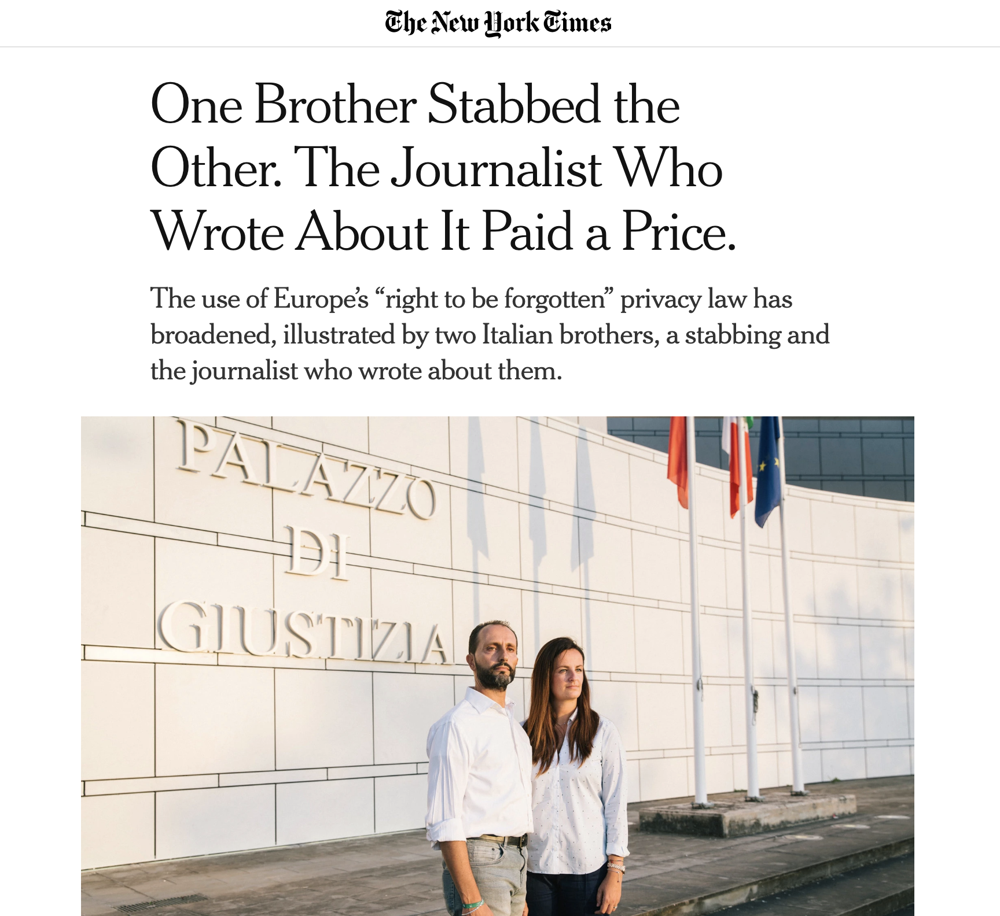 The New York Times
One Brother Stabbed the
Other. The Journalist Who
Wrote About It Paid a Price.
The use of Europe’s “right to be forgotten” privacy law has
broadened, illustrated by two Italian brothers, a stabbing and
the journalist who wrote about them.
PALAZZO
DI
GIUSTIZIA